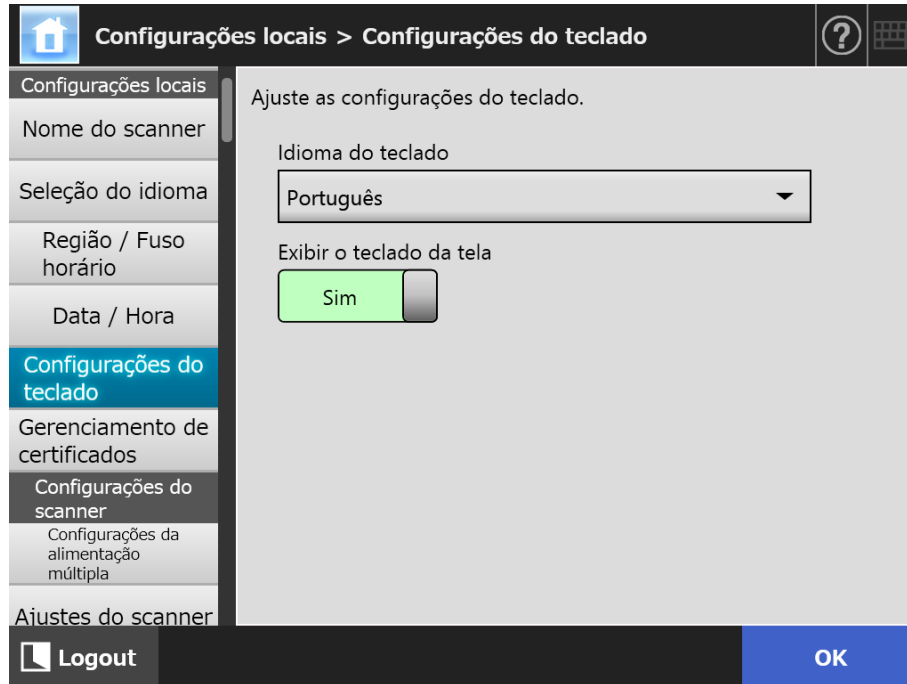 Configurações locais > Configurações do teclado
?
Configurações locais
Nome do scanner
Seleção do idioma
Região / Fuso
horário
Data / Hora
Configurações do
teclado
Gerenciamento de
certificados
Configurações do
scanner
Configurações da
alimentação
múltipla
Ajustes do scanner
Ajuste as configurações do teclado.
Idioma do teclado
Português
Exibir o teclado da tela
Sim
Logout
OK